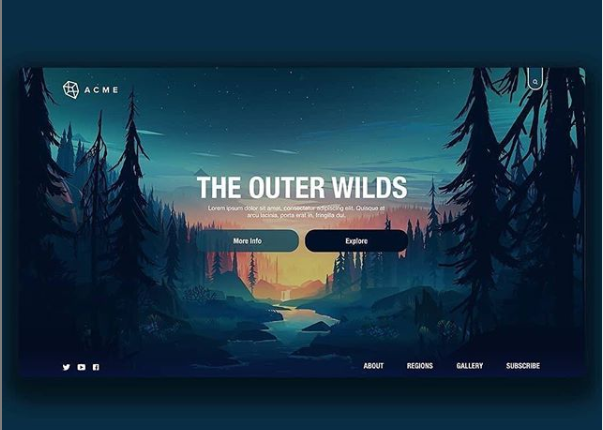 ACME
THE OUTER WILDS
Lorem ipsum dolor sit amet, consectetur adipiscing elit. Quisque at
arcu lacinia, porta erat in, fringilla dui.
More Info
Explore
ABOUT
REGIONS
GALLERY
SUBSCRIBE